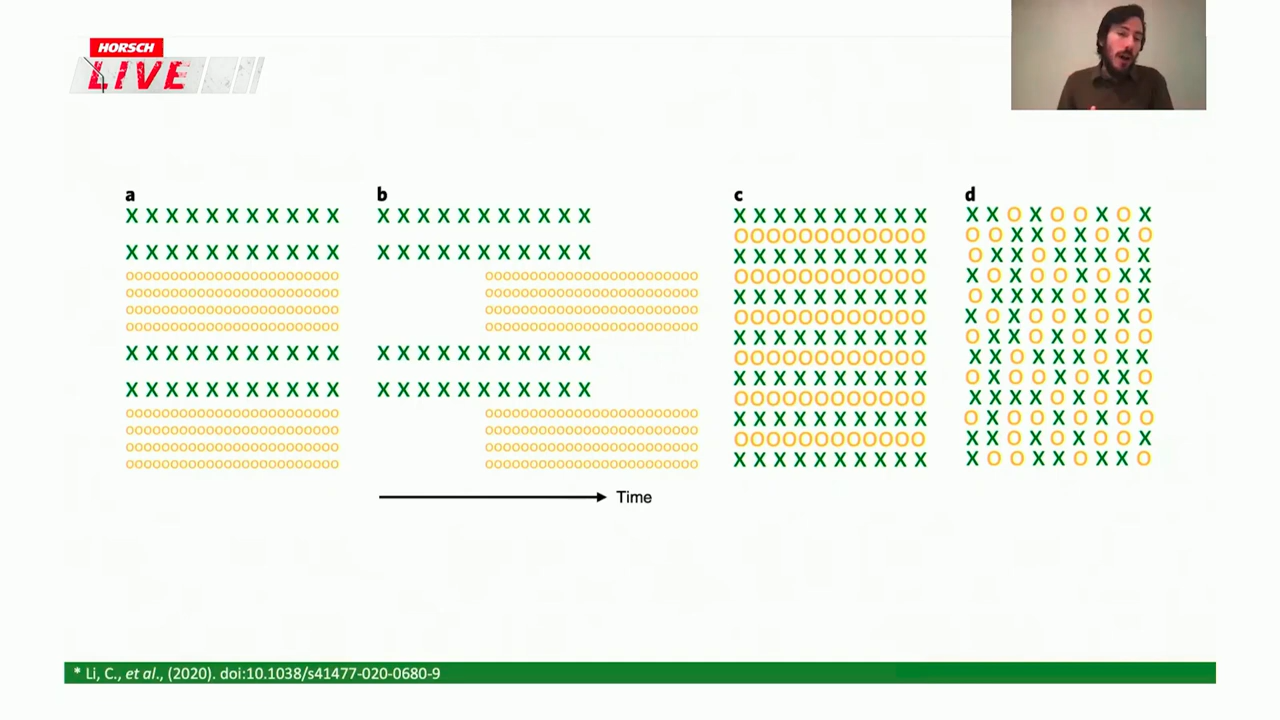 HORSCH
LIVE
a
b
c
d
Time
* Li, C., et al., (2020). doi:10.1038/s41477-020-0680-9